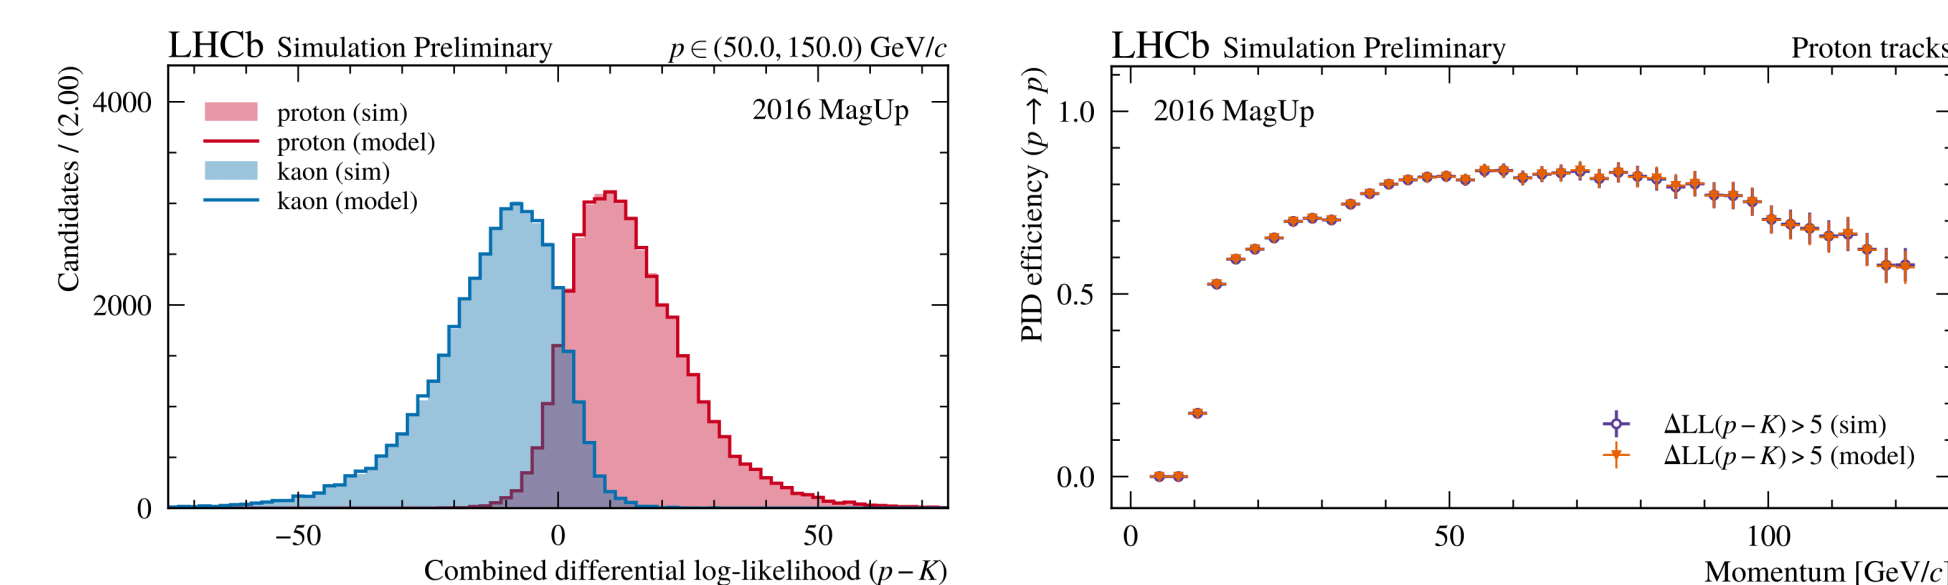 LHCb Simulation Preliminary p ∈ (50.0, 150.0) GeV/c
Candidates / (2.00)
4000
2000
0
proton (sim)
proton (model)
kaon (sim)
kaon (model)
2016 MagUp
−50 0 50
Combined differential log-likelihood (p − K)
LHCb Simulation Preliminary Proton tracks
PID efficiency (p → p)
1.0
0.5
0.0
2016 MagUp
ΔLL(p − K) > 5 (sim)
ΔLL(p − K) > 5 (model)
0 50 100
Momentum [GeV/c]